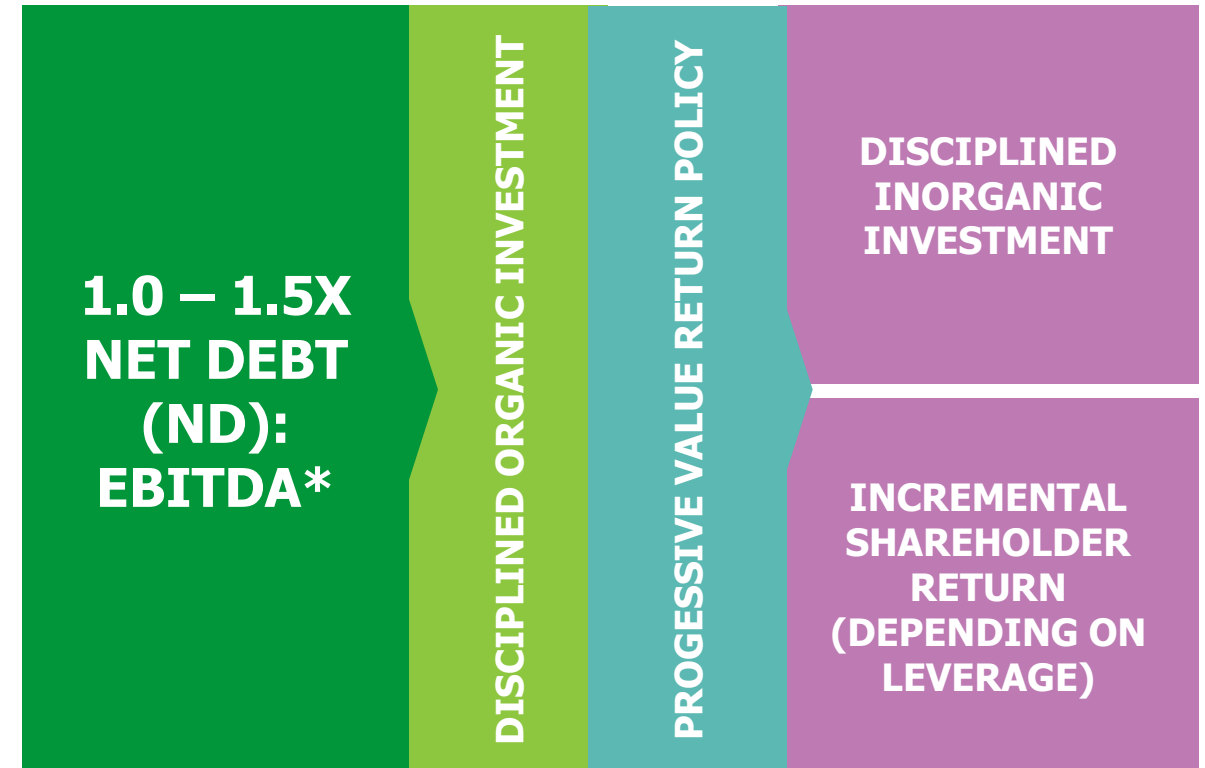 1.0 – 1.5X
NET DEBT
(ND):
EBITDA*
DISCIPLINED ORGANIC INVESTMENT
PROGESSIVE VALUE RETURN POLICY
DISCIPLINED
INORGANIC
INVESTMENT
INCREMENTAL
SHAREHOLDER
RETURN
(DEPENDING ON
LEVERAGE)